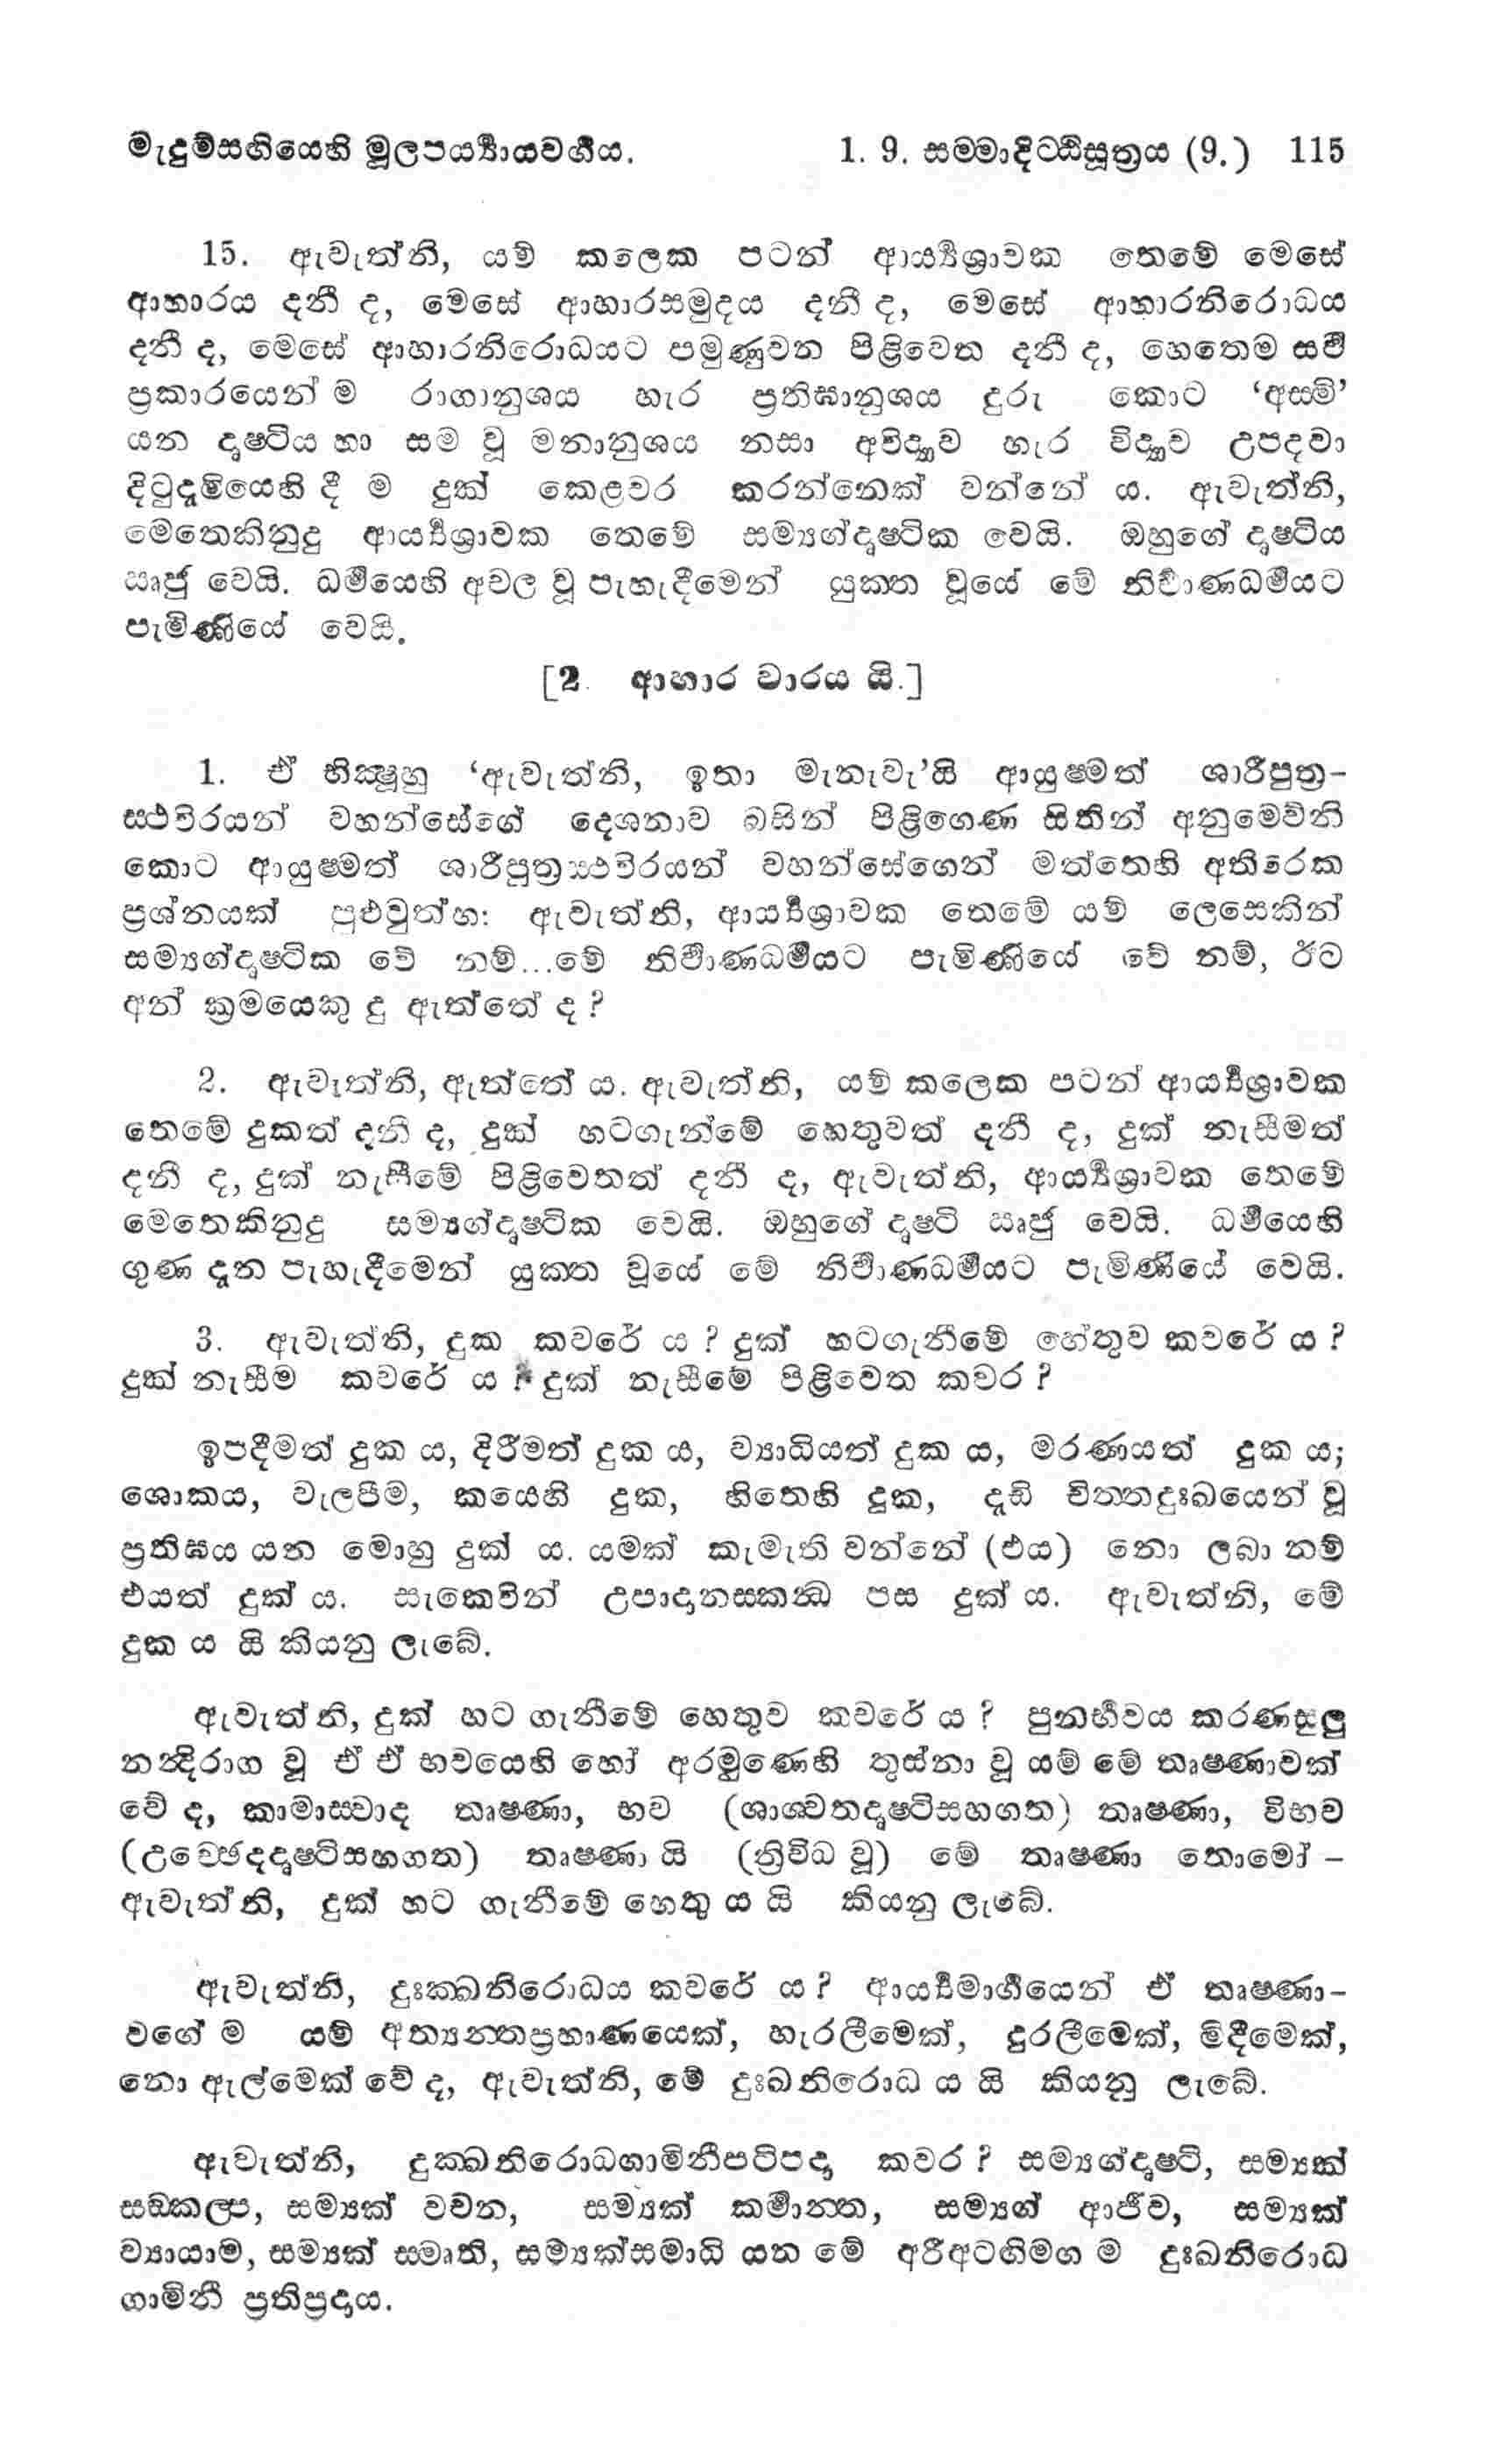 මැදුම්සඟියෙහි මූලපර්‍ය්‍යායවර්‍ගය. 1. 9. සම්මාදිට්ඨිසූත්‍රය (9.) 115
15. ඇවැත්නි, යම් කලෙක පටන් ආර්‍ය්‍යශ්‍රාවක තෙමේ මෙසේ
ආහාරය දනී ද, මෙසේ ආහාරසමුදය දනී ද, මෙසේ ආහාරනිරොධය
දනී ද, මෙසේ ආහාරනිරොධයට පමුණුවන පිළිවෙත දනී ද, හෙතෙම සර්‍ව
ප්‍රකාරයෙන් ම රාගානුශය හැර ප්‍රතිඝානුශය දුරු කොට ‘අස්මි’
යන දෘෂ්ටිය හා සම වූ මානානුශය නසා අවිද්‍යාව හැර විද්‍යාව උපදවා
දිටුදැමියෙහි දී ම දුක් කෙළවර කරන්නෙක් වන්නේ ය. ඇවැත්නි,
මෙතෙකිනුදු ආර්‍ය්‍යශ්‍රාවක තෙමේ සම්‍යග්දෘෂ්ටික වෙයි. ඔහුගේ දෘෂ්ටිය
ඍජු වෙයි. ධර්‍මයෙහි අචල වූ පැහැදීමෙන් යුක්ත වූයේ මේ නිර්‍වාණධර්‍මයට
පැමිණියේ වෙයි.
[2. ආහාර වාරය යි.]
1. ඒ භික්‍ෂූහු ‘ඇවැත්නි, ඉතා මැනැවැ’යි ආයුෂ්මත් ශාරීපුත්‍ර-
ස්ථවිරයන් වහන්සේගේ දෙශනාව බසින් පිළිගෙණ සිතින් අනුමෙවිනි
කොට ආයුෂ්මත් ශාරීපුත්‍රස්ථවිරයන් වහන්සේගෙන් මත්තෙහි අතිරෙක
ප්‍රශ්නයක් පුළුවුත්හ: ඇවැත්නි, ආර්‍ය්‍යශ්‍රාවක තෙමේ යම් ලෙසෙකින්
සම්‍යග්දෘෂ්ටික වේ නම්...මේ නිර්‍වාණධර්‍මයට පැමිණියේ වේ නම්, ඊට
අන් ක්‍රමයෙකු දු ඇත්තේ ද ?
2. ඇවැත්නි, ඇත්තේ ය. ඇවැත්නි, යම් කලෙක පටන් ආර්‍ය්‍යශ්‍රාවක
තෙමේ දුකත් දනී ද, දුක් හටගැන්මේ හෙතුවත් දනී ද, දුක් නැසීමත්
දනී ද, දුක් නැසීමේ පිළිවෙතත් දනී ද, ඇවැත්නි, ආර්‍ය්‍යශ්‍රාවක තෙමේ
මෙතෙකිනුදු සම්‍යග්දෘෂ්ටික වෙයි. ඔහුගේ දෘෂ්ටි ඍජු වෙයි. ධර්‍මයෙහි
ගුණ දැන පැහැදීමෙන් යුක්ත වූයේ මේ නිර්‍වාණධර්‍මයට පැමිණියේ වෙයි.
3. ඇවැත්නි, දුක කවරේ ය ? දුක් හටගැනීමේ හේතුව කවරේ ය ?
දුක් නැසීම කවරේ ය ? දුක් නැසීමේ පිළිවෙත කවර ?
ඉපදීමත් දුක ය, දිරීමත් දුක ය, ව්‍යාධියත් දුක ය, මරණයත් දුක ය;
ශොකය, වැලපීම, කයෙහි දුක, හිතෙහි දුක, දැඩි චිත්තදුඃඛයෙන් වූ
ප්‍රතිඝය යන මොහු දුක් ය. යමක් කැමැති වන්නේ (එය) නො ලබා නම්
එයත් දුක් ය. සැකෙවින් උපාදානස්කන්‍ධ පස දුක් ය. ඇවැත්නි, මේ
දුක ය යි කියනු ලැබේ.
ඇවැත්නි, දුක් හට ගැනීමේ හෙතුව කවරේ ය ? පුනර්‍භවය කරණසුලු
නන්‍දිරාග වූ ඒ ඒ භවයෙහි හෝ අරමුණෙහි තුස්නා වූ යම් මේ තෘෂ්ණාවක්
වේ ද, කාමාස්වාද තෘෂ්ණා, භව (ශාශ්වතදෘෂ්ටිසහගත) තෘෂ්ණා, විභව
(උච්ඡෙදදෘෂ්ටිසහගත) තෘෂ්ණා යි (ත්‍රිවිධ වූ) මේ තෘෂ්ණා තොමෝ –
ඇවැත්නි, දුක් හට ගැනීමේ හෙතු ය යි කියනු ලැබේ.
ඇවැත්නි, දුඃක්ඛනිරොධය කවරේ ය ? ආර්‍ය්‍යමාර්‍ගයෙන් ඒ තෘෂ්ණා-
වගේ ම යම් අත්‍යන්තප්‍රහාණයෙක්, හැරලීමෙක්, දුරලීමෙක්, මිදීමෙක්,
නො ඇල්මෙක් වේ ද, ඇවැත්නි, මේ දුඃඛනිරොධ ය යි කියනු ලැබේ.
ඇවැත්නි, දුක්ඛනිරොධගාමිනීපටිපදා කවර ? සම්‍යග්දෘෂ්ටි, සම්‍යක්
සඞ්කල්ප, සම්‍යක් වචන, සම්‍යක් කර්‍මාන්ත, සම්‍යග් ආජීව, සම්‍යක්
ව්‍යායාම, සම්‍යක් ස්මෘති, සම්‍යක්සමාධි යන මේ අරීඅටඟිමග ම දුඃඛනිරොධ
ගාමිනී ප්‍රතිප්‍රදාය.